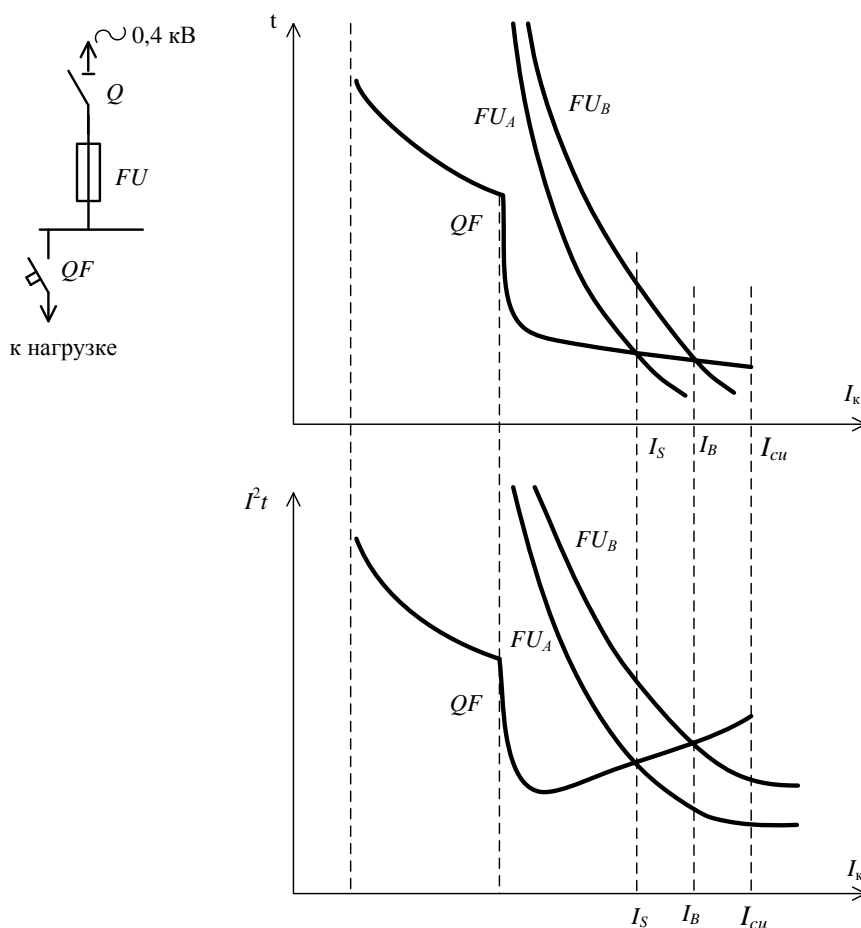 0,4 кВ
Q
FU
QF
к нагрузке
t
FU_A
FU_B
QF
I_к
I_S
I_B
I_cu
I²t
FU_B
FU_A
QF
I_к
I_S
I_B
I_cu